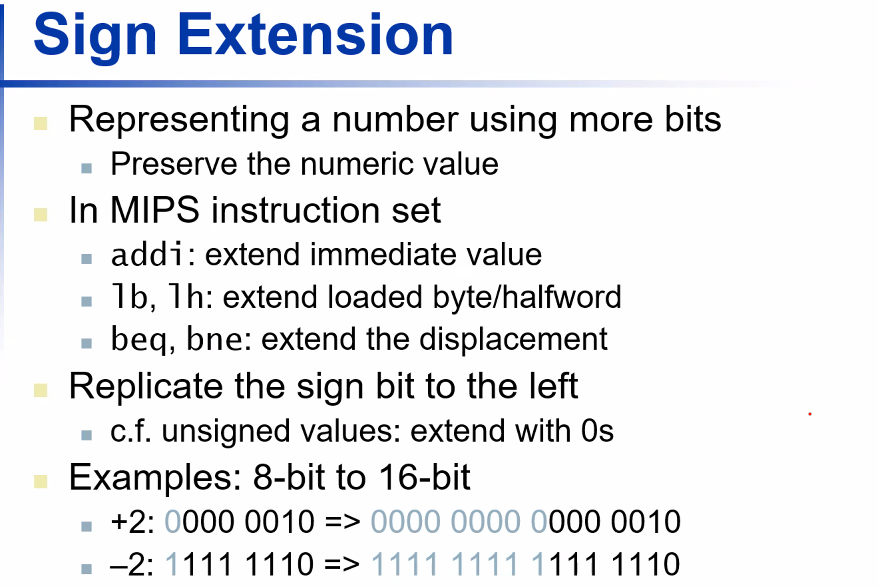 Sign Extension
Representing a number using more bits
Preserve the numeric value
In MIPS instruction set
addi: extend immediate value
lb, lh: extend loaded byte/halfword
beq, bne: extend the displacement
Replicate the sign bit to the left
c.f. unsigned values: extend with 0s
Examples: 8-bit to 16-bit
+2: 0000 0010 => 0000 0000 0000 0010
–2: 1111 1110 => 1111 1111 1111 1110